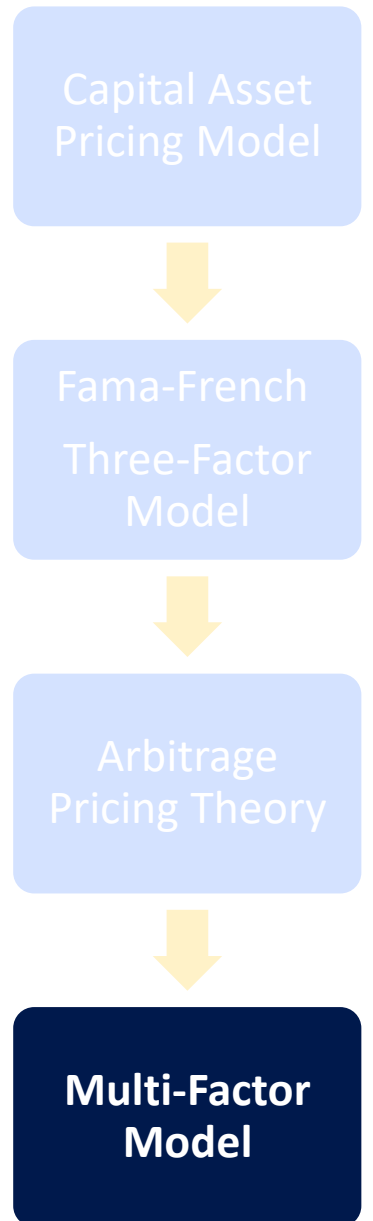 Capital Asset
Pricing Model
Fama-French
Three-Factor
Model
Arbitrage
Pricing Theory
Multi-Factor
Model